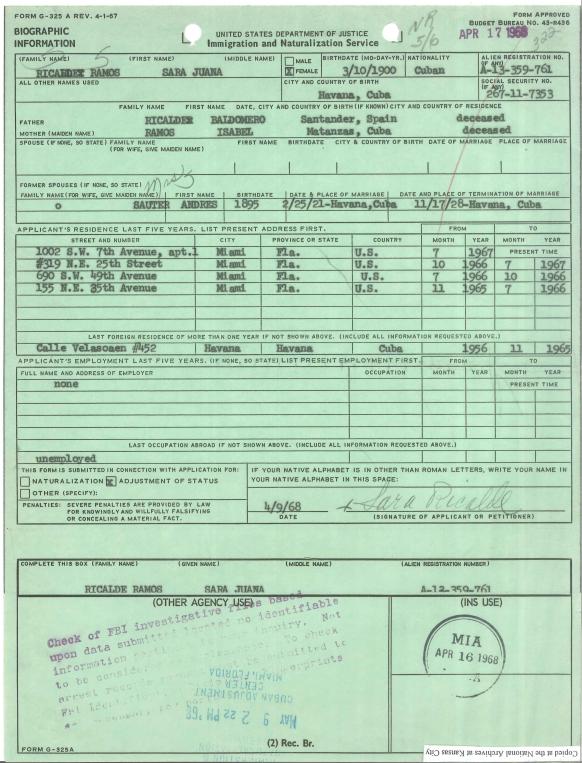 FORM G-325 A REV. 4-1-67
FORM APPROVED
BUDGET BUREAU NO. 43-R436
BIOGRAPHIC
INFORMATION
UNITED STATES DEPARTMENT OF JUSTICE
Immigration and Naturalization Service
NR
5/6
APR 17 1968
322
5
(FAMILY NAME) (FIRST NAME) (MIDDLE NAME)
RICALDE RAMOS SARA JUANA
MALE
X FEMALE
BIRTHDATE (MO-DAY-YR.) 3/10/1900
NATIONALITY Cuban
ALIEN REGISTRATION NO. (IF ANY)
A-13-359-761
ALL OTHER NAMES USED
CITY AND COUNTRY OF BIRTH
Havana, Cuba
SOCIAL SECURITY NO. (IF ANY)
267-11-7353
FAMILY NAME FIRST NAME DATE, CITY AND COUNTRY OF BIRTH (IF KNOWN) CITY AND COUNTRY OF RESIDENCE
FATHER RICALDE BALDOMERO Santander, Spain deceased
MOTHER (MAIDEN NAME) RAMOS ISABEL Matanzas, Cuba deceased
SPOUSE (IF NONE, SO STATE) FAMILY NAME (FOR WIFE, GIVE MAIDEN NAME) FIRST NAME BIRTHDATE CITY & COUNTRY OF BIRTH DATE OF MARRIAGE PLACE OF MARRIAGE
FORMER SPOUSES (IF NONE, SO STATE)
FAMILY NAME (FOR WIFE, GIVE MAIDEN NAME) FIRST NAME BIRTHDATE DATE & PLACE OF MARRIAGE DATE AND PLACE OF TERMINATION OF MARRIAGE
o SAUTER ANDRES 1895 2/25/21-Havana,Cuba 11/17/28-Havana, Cuba
APPLICANT'S RESIDENCE LAST FIVE YEARS. LIST PRESENT ADDRESS FIRST. FROM TO
STREET AND NUMBER CITY PROVINCE OR STATE COUNTRY MONTH YEAR MONTH YEAR
1002 S.W. 7th Avenue, apt.1 Miami Fla. U.S. 7 1967 PRESENT TIME
#319 N.E. 25th Street Miami Fla. U.S. 10 1966 7 1967
690 S.W. 49th Avenue Miami Fla. U.S. 7 1966 10 1966
155 N.E. 35th Avenue Miami Fla. U.S. 11 1965 7 1966
LAST FOREIGN RESIDENCE OF MORE THAN ONE YEAR IF NOT SHOWN ABOVE. (INCLUDE ALL INFORMATION REQUESTED ABOVE.)
Calle Velasoaen #452 Havana Havana Cuba 1956 11 1965
APPLICANT'S EMPLOYMENT LAST FIVE YEARS. (IF NONE, SO STATE) LIST PRESENT EMPLOYMENT FIRST. FROM TO
FULL NAME AND ADDRESS OF EMPLOYER OCCUPATION MONTH YEAR MONTH YEAR
none PRESENT TIME
LAST OCCUPATION ABROAD IF NOT SHOWN ABOVE. (INCLUDE ALL INFORMATION REQUESTED ABOVE.)
unemployed
THIS FORM IS SUBMITTED IN CONNECTION WITH APPLICATION FOR:
NATURALIZATION X ADJUSTMENT OF STATUS
OTHER (SPECIFY):
IF YOUR NATIVE ALPHABET IS IN OTHER THAN ROMAN LETTERS, WRITE YOUR NAME IN YOUR NATIVE ALPHABET IN THIS SPACE:
PENALTIES: SEVERE PENALTIES ARE PROVIDED BY LAW FOR KNOWINGLY AND WILLFULLY FALSIFYING OR CONCEALING A MATERIAL FACT.
4/9/68
DATE
Sara Ricalde
(SIGNATURE OF APPLICANT OR PETITIONER)
COMPLETE THIS BOX (FAMILY NAME) (GIVEN NAME) (MIDDLE NAME) (ALIEN REGISTRATION NUMBER)
RICALDE RAMOS SARA JUANA A-12-359-761
(OTHER AGENCY USE)
(INS USE)
Check of FBI investigative files based
upon data submitted located no identifiable
information
to be inquiry. Not
arrest To check
submitted to
FBI
MAY 9 2 22 PM '68
CUBAN ADJUSTMENT
CENTER
MIAMI, FLORIDA
MIA
APR 16 1968
(2) Rec. Br.
FORM G-325A
Copied at the National Archives at Kansas City